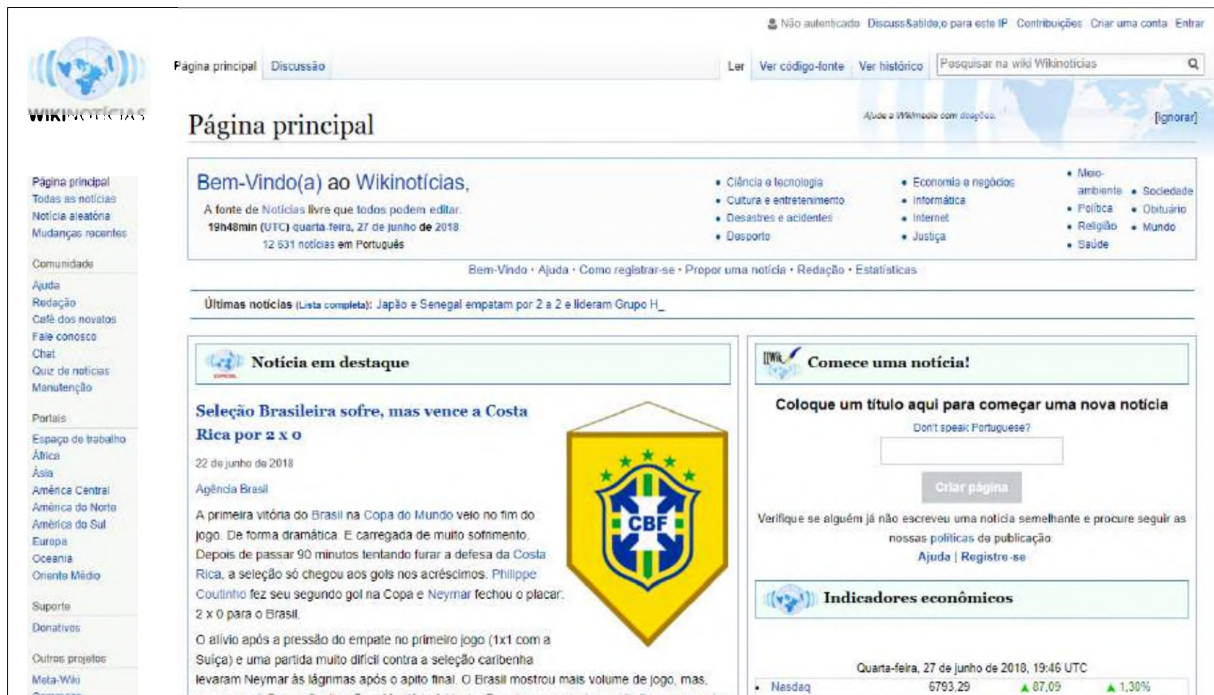 Não autenticado Discuss&atilde;o para este IP Contribuições Criar uma conta Entrar
Página principal Discussão Ler Ver código-fonte Ver histórico Pesquisar na wiki Wikinotícias
WIKINOTÍCIAS
Página principal
Ajude a Wikimedia com doações.
[ignorar]
Página principal
Todas as notícias
Notícia aleatória
Mudanças recentes
Comunidade
Ajuda
Redação
Café dos novatos
Fale conosco
Chat
Quiz de notícias
Manutenção
Portais
Espaço de trabalho
África
Ásia
América Central
América do Norte
América do Sul
Europa
Oceania
Oriente Médio
Suporte
Donativos
Outros projetos
Meta-Wiki
Bem-Vindo(a) ao Wikinotícias,
A fonte de Notícias livre que todos podem editar.
19h48min (UTC) quarta-feira, 27 de junho de 2018
12 631 notícias em Português
• Ciência e tecnologia
• Cultura e entretenimento
• Desastres e acidentes
• Desporto
• Economia e negócios
• Informática
• Internet
• Justiça
• Meio-
ambiente
• Política
• Religião
• Saúde
• Sociedade
• Obituário
• Mundo
Bem-Vindo • Ajuda • Como registrar-se • Propor uma notícia • Redação • Estatísticas
Últimas notícias (Lista completa): Japão e Senegal empatam por 2 a 2 e lideram Grupo H_
Notícia em destaque
Seleção Brasileira sofre, mas vence a Costa
Rica por 2 x 0
22 de junho de 2018
Agência Brasil
A primeira vitória do Brasil na Copa do Mundo veio no fim do
jogo. De forma dramática. E carregada de muito sofrimento.
Depois de passar 90 minutos tentando furar a defesa da Costa
Rica, a seleção só chegou aos gols nos acréscimos. Philippe
Coutinho fez seu segundo gol na Copa e Neymar fechou o placar:
2 x 0 para o Brasil.
O alívio após a pressão do empate no primeiro jogo (1x1 com a
Suíça) e uma partida muito difícil contra a seleção caribenha
levaram Neymar às lágrimas após o apito final. O Brasil mostrou mais volume de jogo, mas,
CBF
Comece uma notícia!
Coloque um título aqui para começar uma nova notícia
Don't speak Portuguese?
Criar página
Verifique se alguém já não escreveu uma notícia semelhante e procure seguir as
nossas políticas de publicação.
Ajuda | Registre-se
Indicadores econômicos
Quarta-feira, 27 de junho de 2018, 19:46 UTC
• Nasdaq 6793,29 ▲ 87,09 ▲ 1,30%